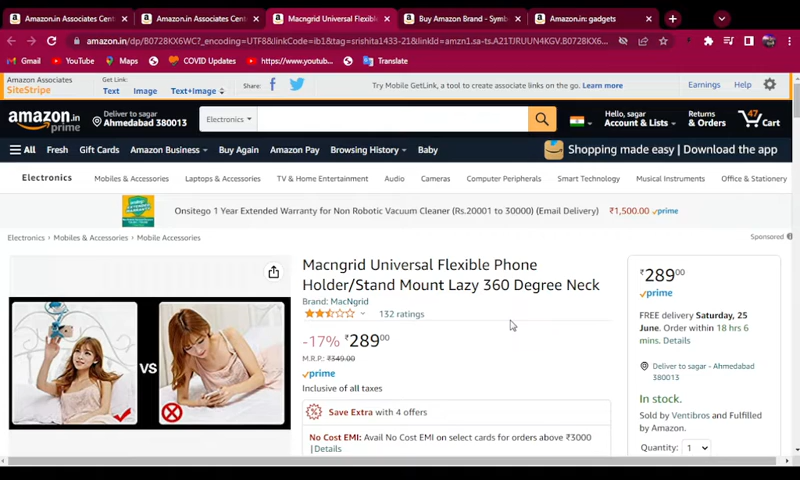 Amazon.in Associates Cent
Amazon.in Associates Cent
Macngrid Universal Flexible
Buy Amazon Brand - Symb
Amazon.in: gadgets
amazon.in/dp/B0728KX6WC?_encoding=UTF8&linkCode=ib1&tag=srishita1433-21&linkId=amzn1.sa-ts.A21TJRUUN4KGV.B0728KX6...
Gmail
YouTube
Maps
COVID Updates
https://www.youtub...
Translate
Amazon Associates
SiteStripe
Get Link:
Text
Image
Text+Image
Share:
Try Mobile GetLink, a tool to create associate links on the go. Learn more
Earnings
Help
amazon.in
prime
Deliver to sagar
Ahmedabad 380013
Electronics
Hello, sagar
Account & Lists
Returns
& Orders
47
Cart
All
Fresh
Gift Cards
Amazon Business
Buy Again
Amazon Pay
Browsing History
Baby
Shopping made easy | Download the app
Electronics
Mobiles & Accessories
Laptops & Accessories
TV & Home Entertainment
Audio
Cameras
Computer Peripherals
Smart Technology
Musical Instruments
Office & Stationery
Onsitego 1 Year Extended Warranty for Non Robotic Vacuum Cleaner (Rs.20001 to 30000) (Email Delivery)
₹1,500.00 prime
Electronics › Mobiles & Accessories › Mobile Accessories
Sponsored
VS
Macngrid Universal Flexible Phone
Holder/Stand Mount Lazy 360 Degree Neck
Brand: MacNgrid
132 ratings
-17% ₹289⁰⁰
M.R.P.: ₹349.00
prime
Inclusive of all taxes
Save Extra with 4 offers
No Cost EMI: Avail No Cost EMI on select cards for orders above ₹3000
| Details
₹289⁰⁰
prime
FREE delivery Saturday, 25
June. Order within 18 hrs 6
mins. Details
Deliver to sagar - Ahmedabad
380013
In stock.
Sold by Ventibros and Fulfilled
by Amazon.
Quantity: 1